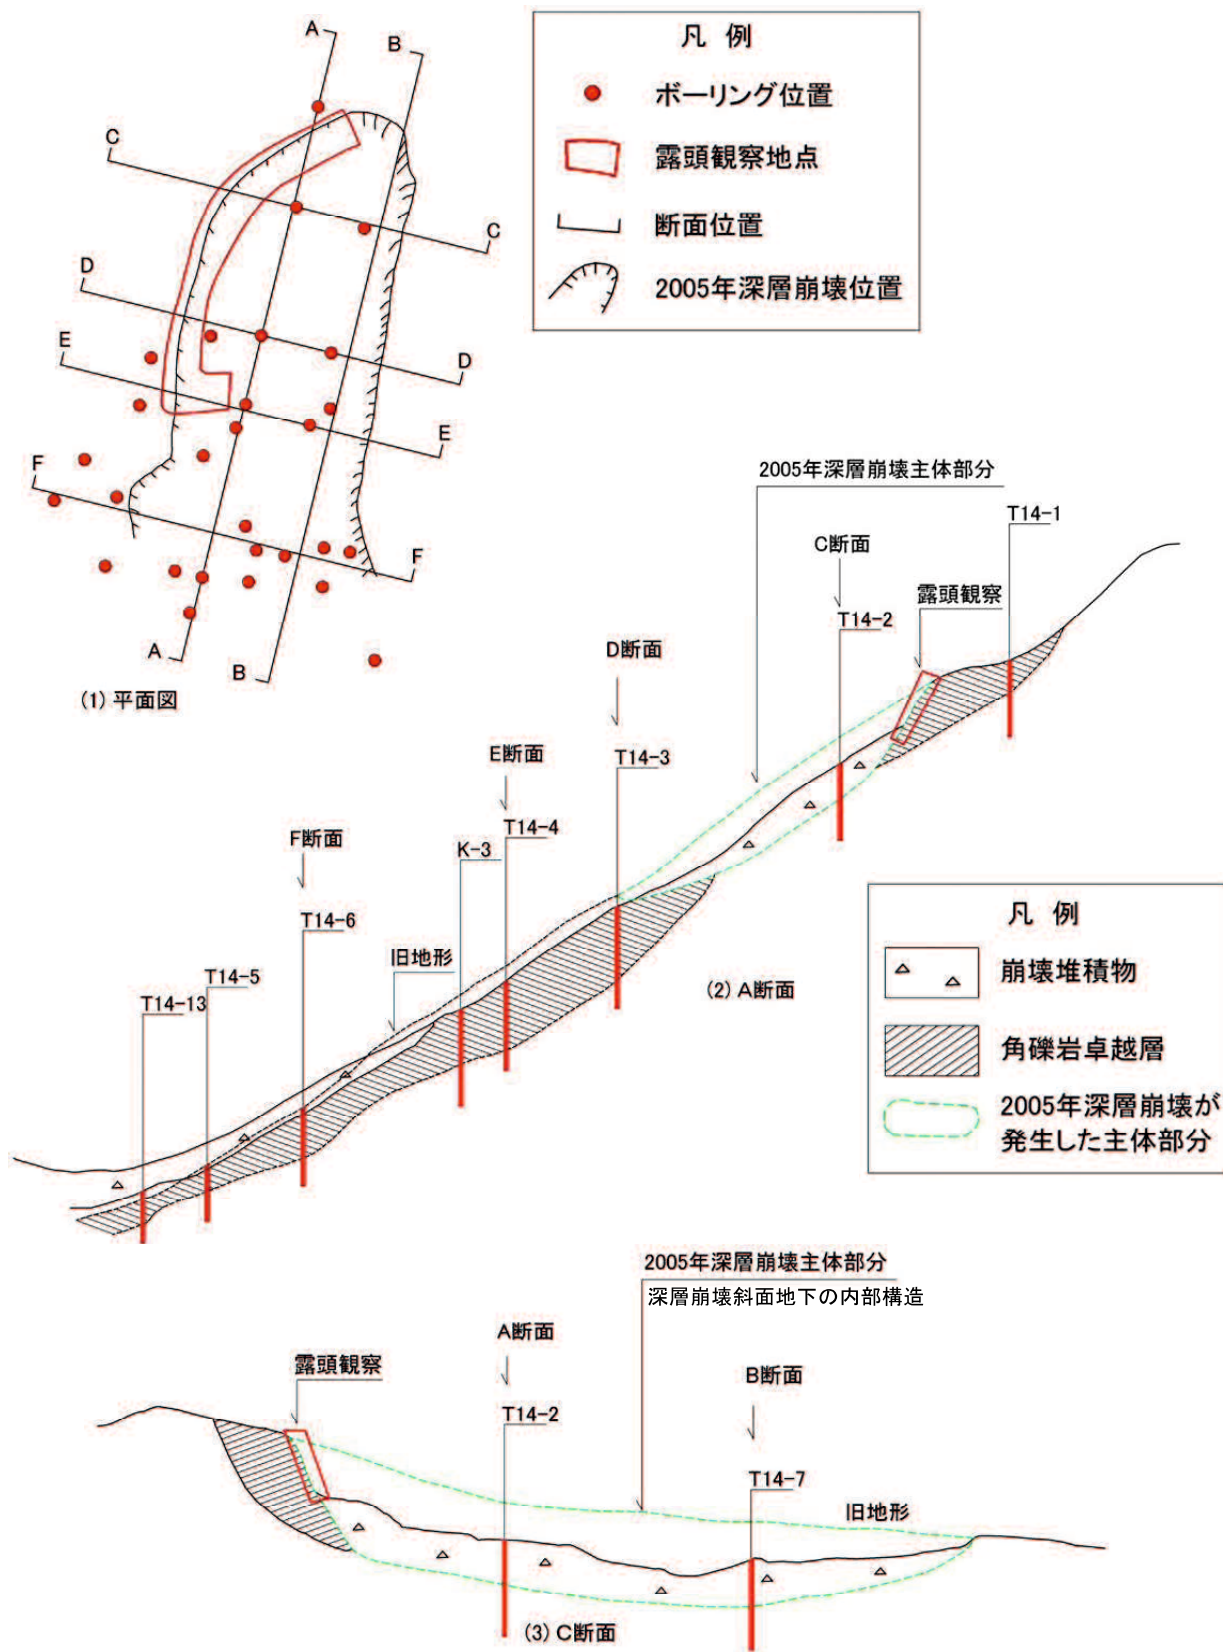 A
B
C
C
D
D
E
E
F
F
A
B
(1) 平面図
凡 例
ボーリング位置
露頭観察地点
断面位置
2005年深層崩壊位置
2005年深層崩壊主体部分
T14-1
C断面
露頭観察
T14-2
D断面
T14-3
E断面
T14-4
K-3
F断面
T14-6
旧地形
T14-5
T14-13
(2) A断面
凡 例
崩壊堆積物
角礫岩卓越層
2005年深層崩壊が
発生した主体部分
2005年深層崩壊主体部分
深層崩壊斜面地下の内部構造
A断面
露頭観察
B断面
T14-2
T14-7
旧地形
(3) C断面